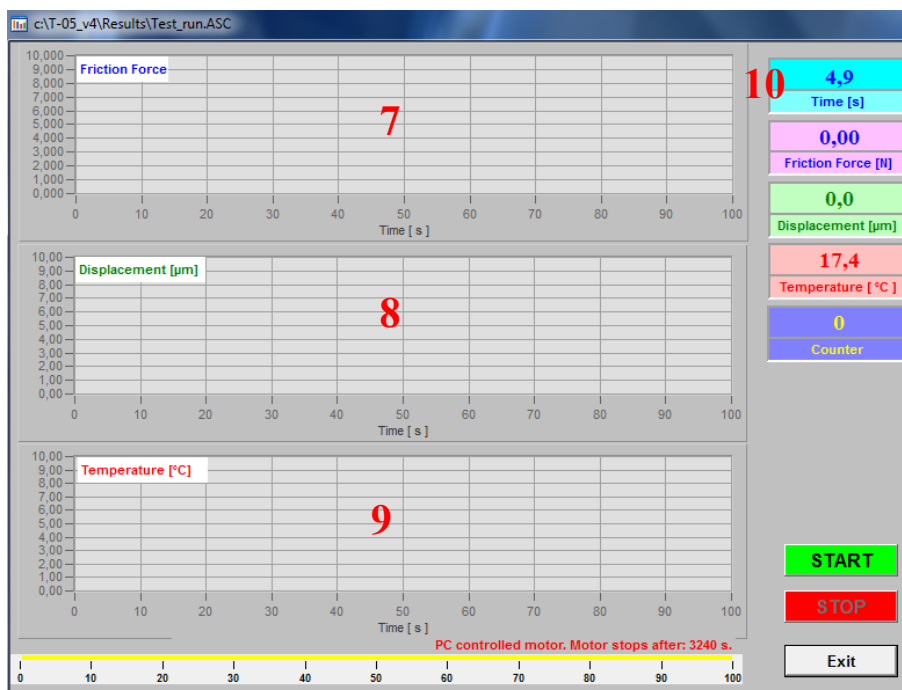 c:\T-05_v4\Results\Test_run.ASC
10,000
9,000
8,000
7,000
6,000
5,000
4,000
3,000
2,000
1,000
0,000
Friction Force
7
0 10 20 30 40 50 60 70 80 90 100
Time [ s ]
10,00
9,00
8,00
7,00
6,00
5,00
4,00
3,00
2,00
1,00
0,00
Displacement [µm]
8
0 10 20 30 40 50 60 70 80 90 100
Time [ s ]
10,00
9,00
8,00
7,00
6,00
5,00
4,00
3,00
2,00
1,00
0,00
Temperature [°C]
9
0 10 20 30 40 50 60 70 80 90 100
Time [ s ]
PC controlled motor. Motor stops after: 3240 s.
0 10 20 30 40 50 60 70 80 90 100
10
4,9
Time [s]
0,00
Friction Force [N]
0,0
Displacement [µm]
17,4
Temperature [ °C ]
0
Counter
START
STOP
Exit